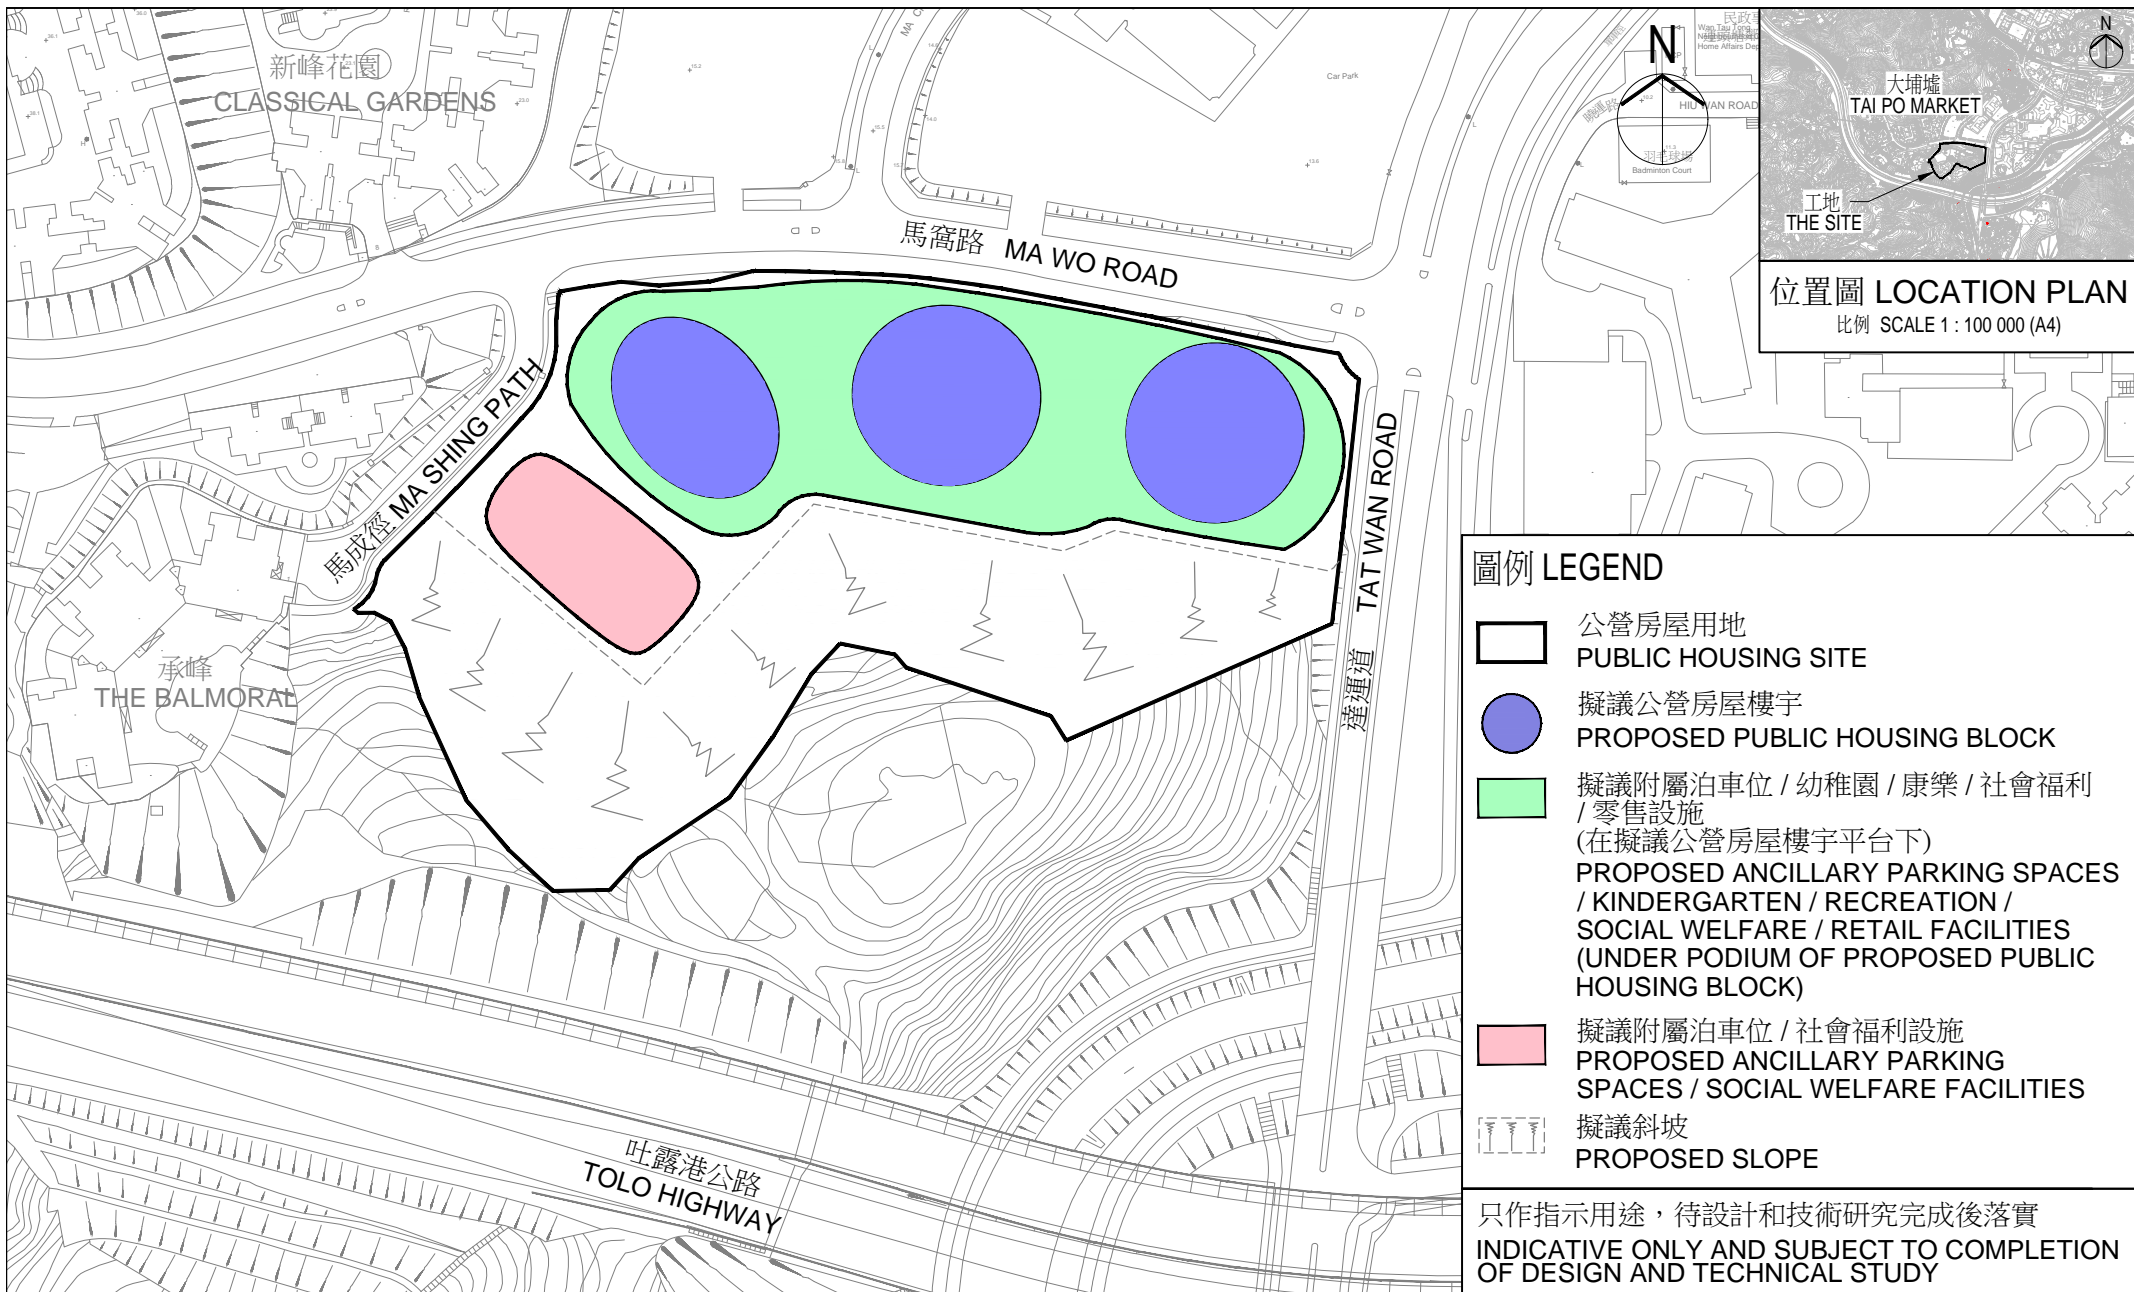 新峰花園
CLASSICAL GARDENS
馬窩路 MA WO ROAD
馬成徑 MA SHING PATH
承峰
THE BALMORAL
達運道 TAT WAN ROAD
吐露港公路
TOLO HIGHWAY
Car Park
N
HIU WAN ROAD
羽毛球場
Badminton Court
大埔墟
TAI PO MARKET
N
工地
THE SITE
位置圖 LOCATION PLAN
比例 SCALE 1 : 100 000 (A4)
圖例 LEGEND
公營房屋用地
PUBLIC HOUSING SITE
擬議公營房屋樓宇
PROPOSED PUBLIC HOUSING BLOCK
擬議附屬泊車位 / 幼稚園 / 康樂 / 社會福利
/ 零售設施
(在擬議公營房屋樓宇平台下)
PROPOSED ANCILLARY PARKING SPACES
/ KINDERGARTEN / RECREATION /
SOCIAL WELFARE / RETAIL FACILITIES
(UNDER PODIUM OF PROPOSED PUBLIC
HOUSING BLOCK)
擬議附屬泊車位 / 社會福利設施
PROPOSED ANCILLARY PARKING
SPACES / SOCIAL WELFARE FACILITIES
擬議斜坡
PROPOSED SLOPE
只作指示用途，待設計和技術研究完成後落實
INDICATIVE ONLY AND SUBJECT TO COMPLETION
OF DESIGN AND TECHNICAL STUDY